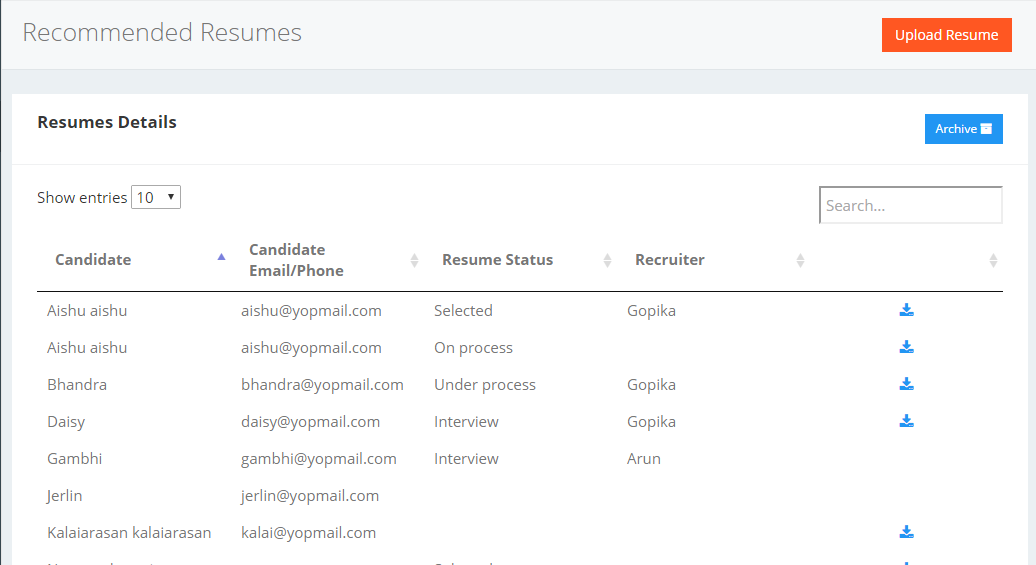 Recommended Resumes
Upload Resume
Resumes Details
Archive
Show entries 10
Search...
Candidate Candidate Email/Phone Resume Status Recruiter
Aishu aishu aishu@yopmail.com Selected Gopika
Aishu aishu aishu@yopmail.com On process
Bhandra bhandra@yopmail.com Under process Gopika
Daisy daisy@yopmail.com Interview Gopika
Gambhi gambhi@yopmail.com Interview Arun
Jerlin jerlin@yopmail.com
Kalaiarasan kalaiarasan kalai@yopmail.com